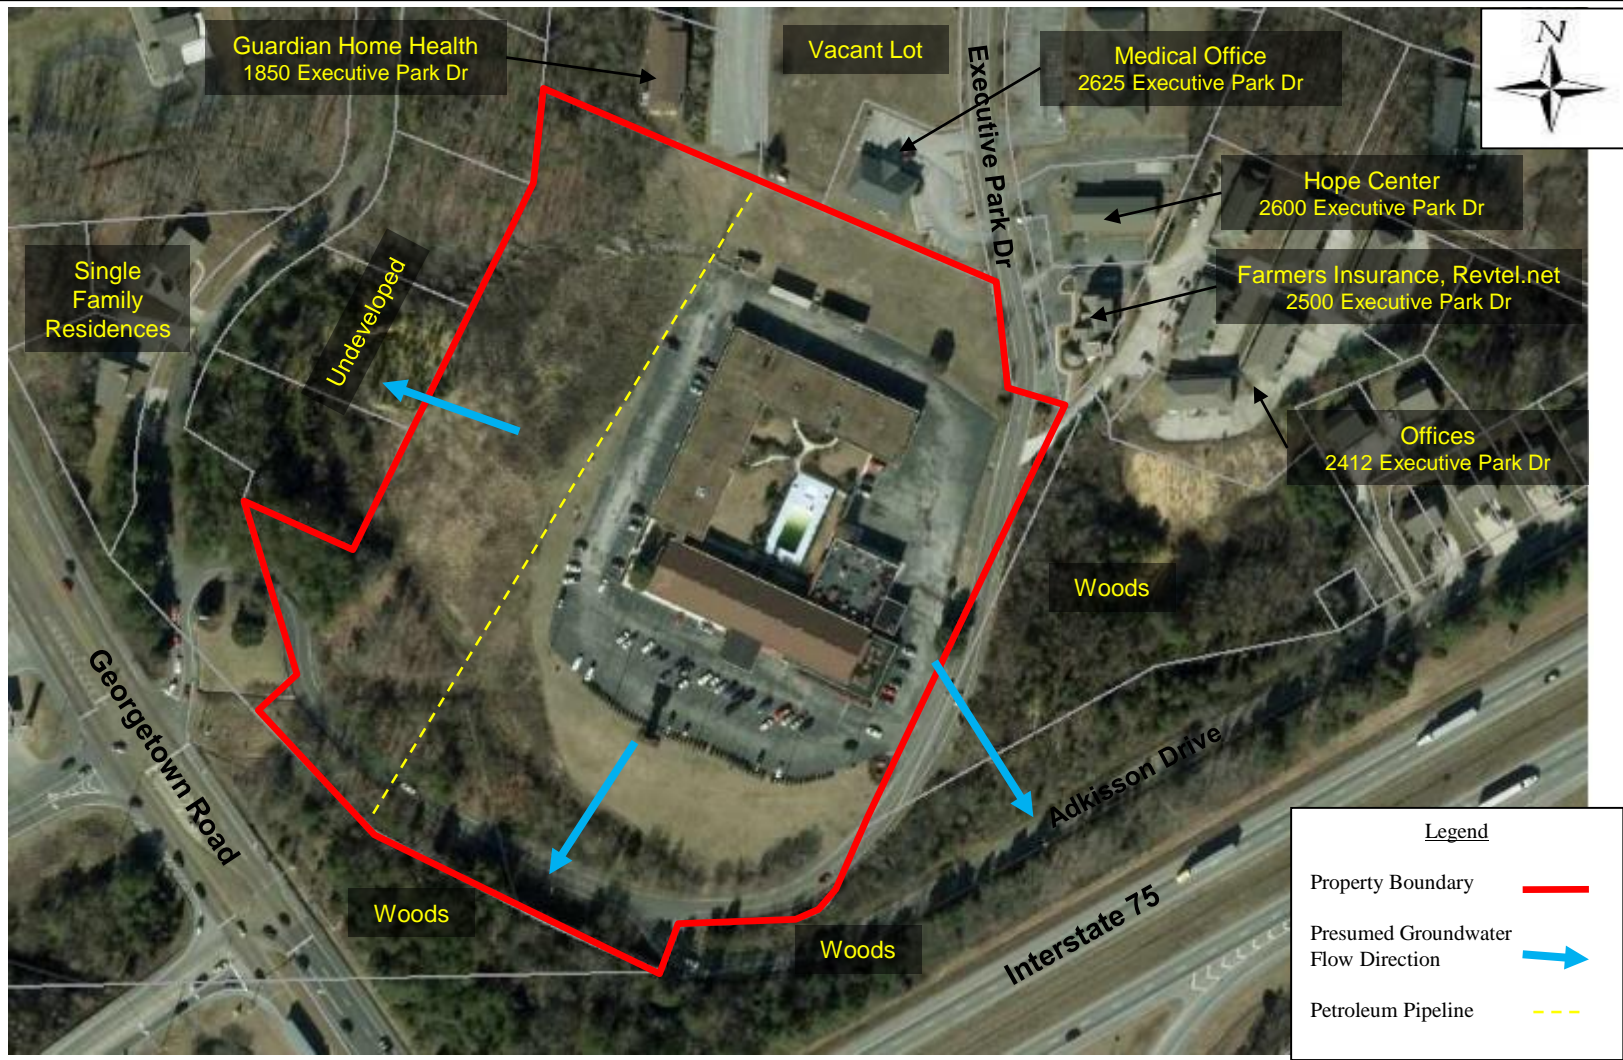 Guardian Home Health
1850 Executive Park Dr
Vacant Lot
Executive Park Dr
Medical Office
2625 Executive Park Dr
N
Hope Center
2600 Executive Park Dr
Single
Family
Residences
Undeveloped
Farmers Insurance, Revtel.net
2500 Executive Park Dr
Offices
2412 Executive Park Dr
Woods
Georgetown Road
Adkisson Drive
Woods
Woods
Interstate 75
Legend
Property Boundary
Presumed Groundwater
Flow Direction
Petroleum Pipeline